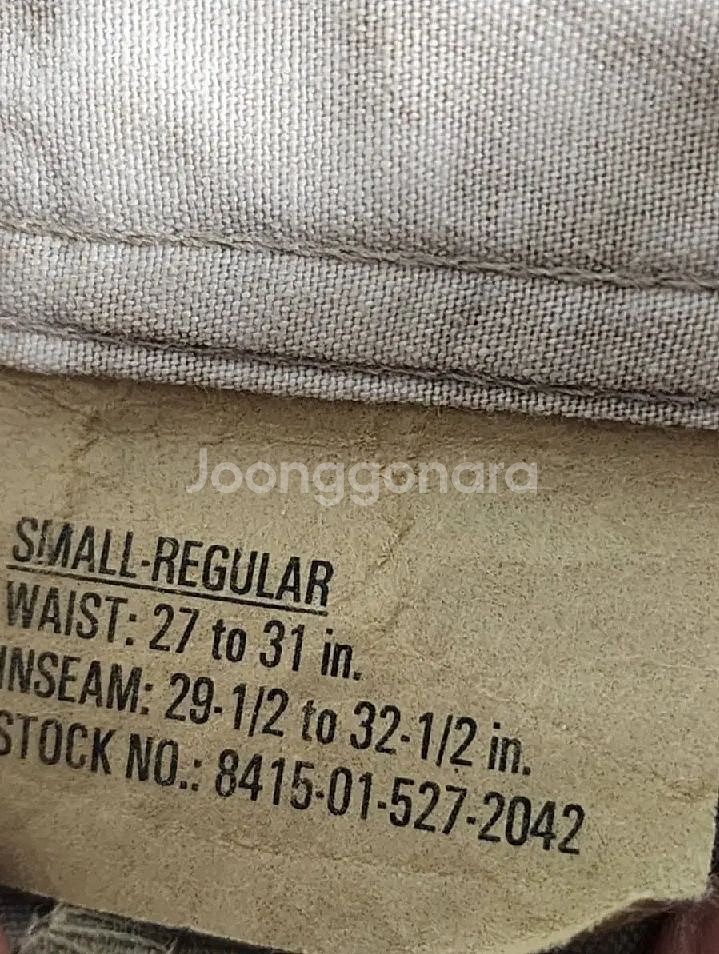 Joonggonara
SMALL-REGULAR
WAIST: 27 to 31 in.
INSEAM: 29-1/2 to 32-1/2 in.
STOCK NO.: 8415-01-527-2042